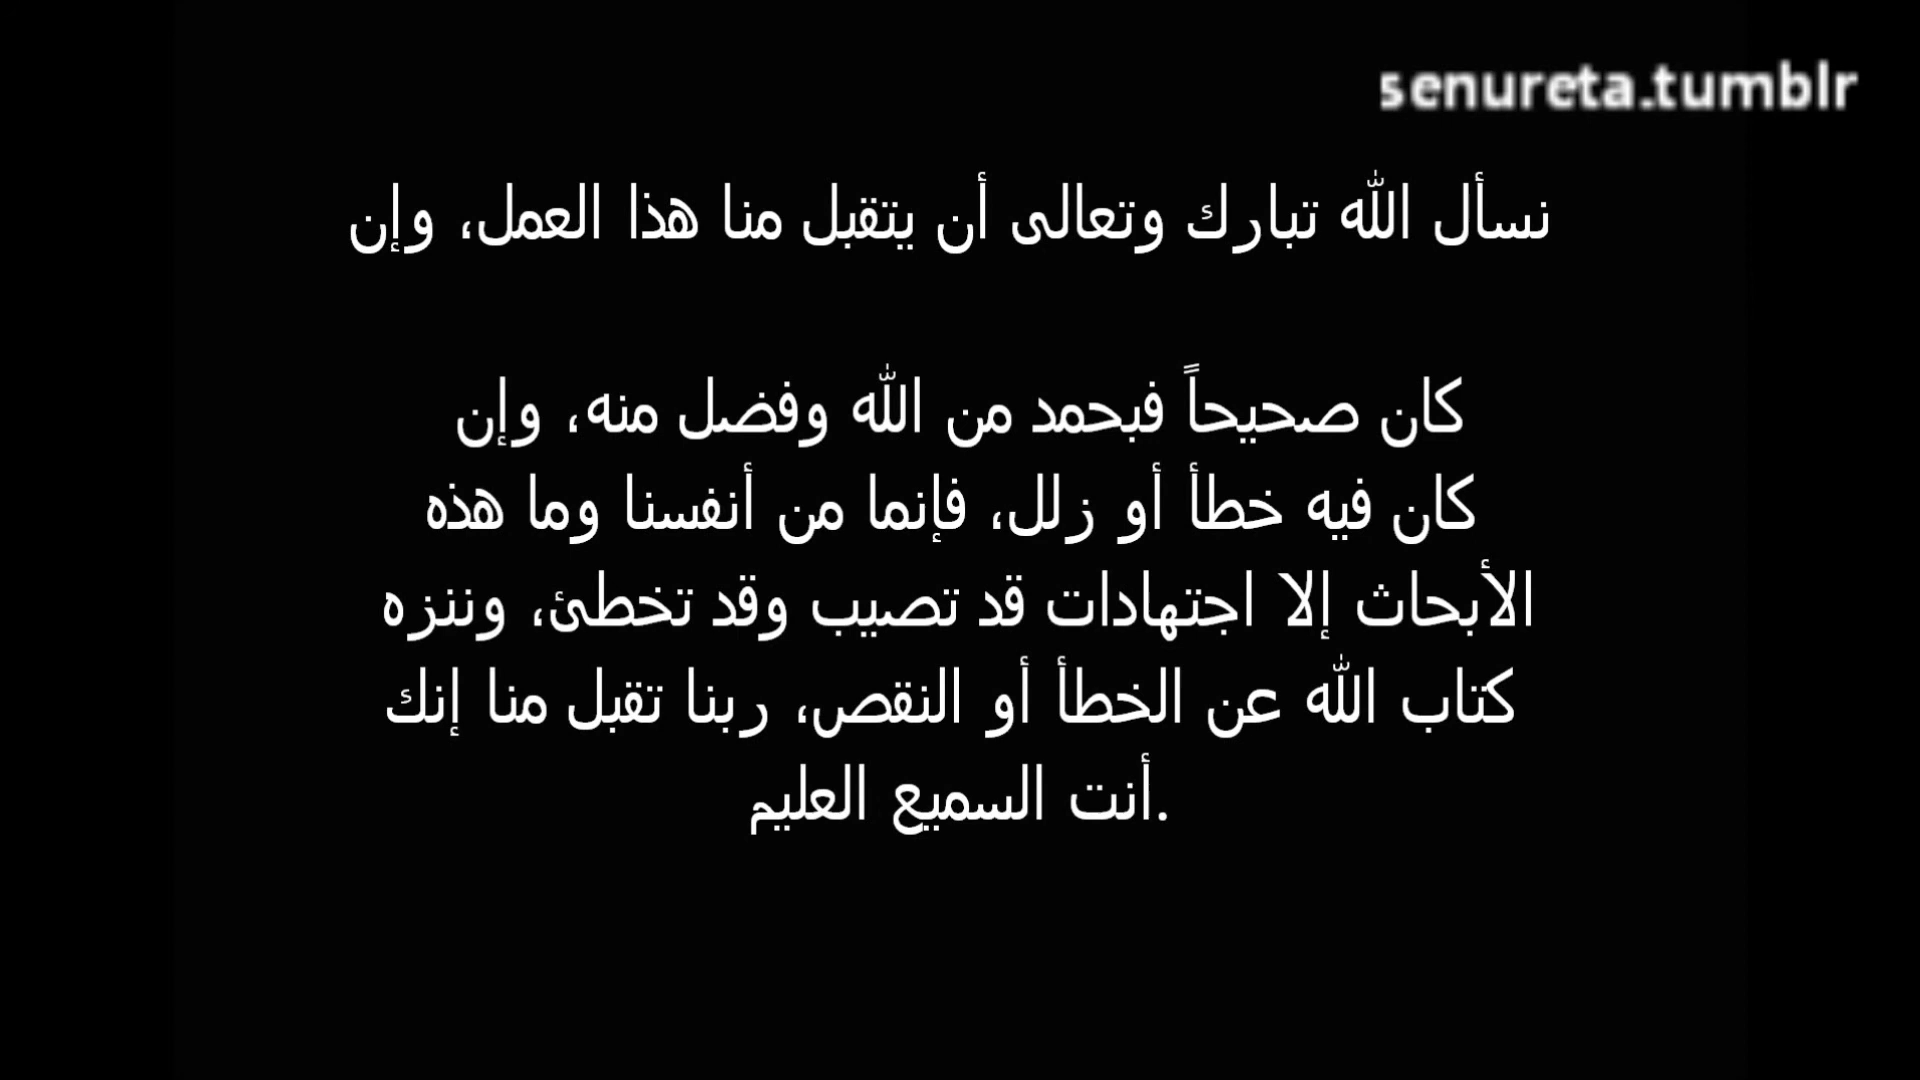 senureta.tumblr
نسأل الله تبارك وتعالى أن يتقبل منا هذا العمل، وإن
كان صحيحاً فبحمد من الله وفضل منه، وإن
كان فيه خطأ أو زلل، فإنما من أنفسنا وما هذه
الأبحاث إلا اجتهادات قد تصيب وقد تخطئ، وننزه
كتاب الله عن الخطأ أو النقص، ربنا تقبل منا إنك
.أنت السميع العليم